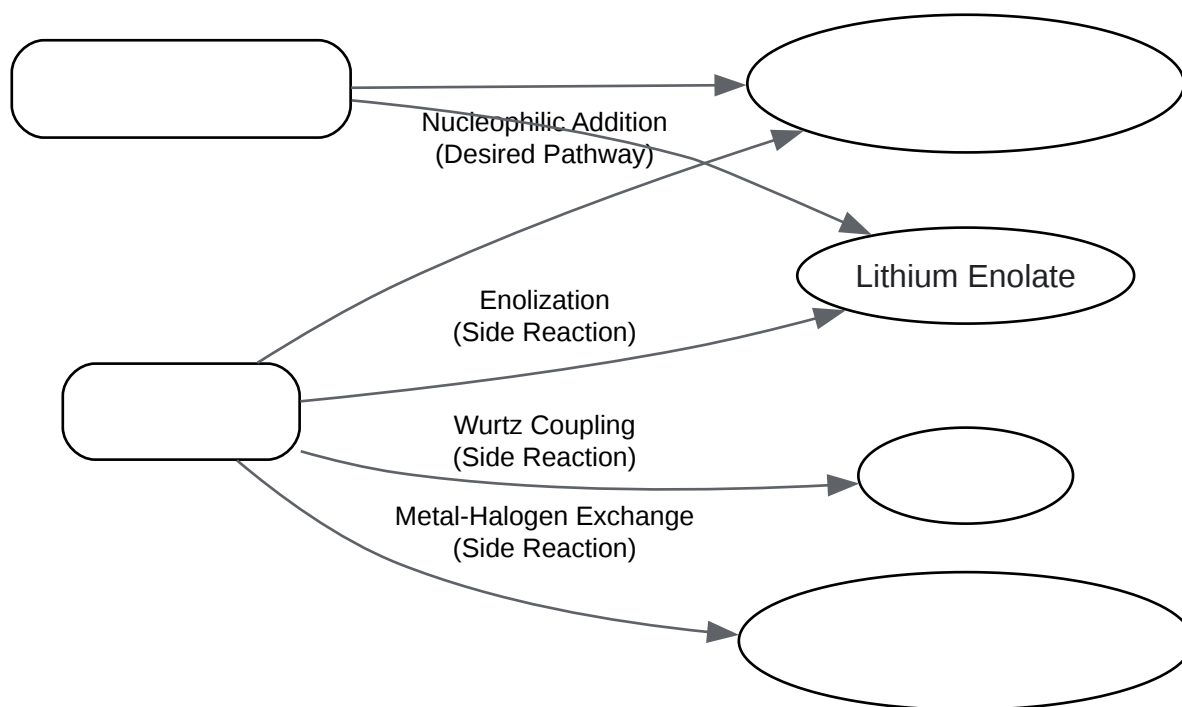 Nucleophilic Addition
(Desired Pathway)
Lithium Enolate
Enolization
(Side Reaction)
Wurtz Coupling
(Side Reaction)
Metal-Halogen Exchange
(Side Reaction)